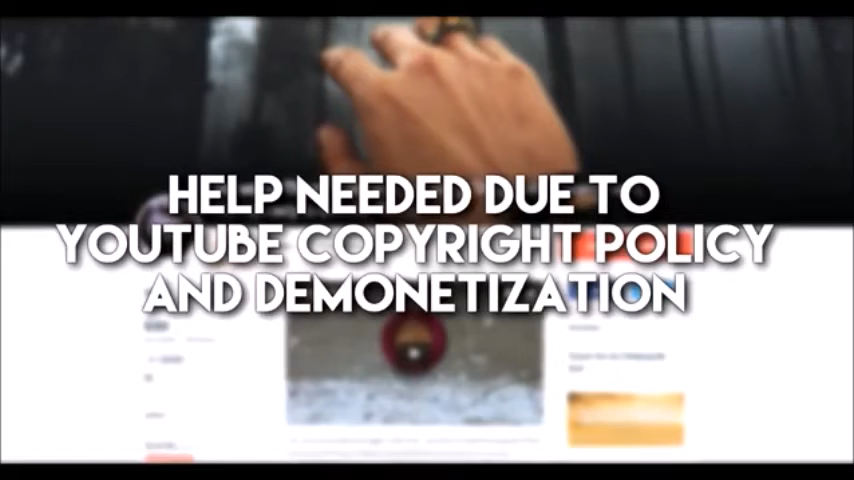 HELP NEEDED DUE TO
YOUTUBE COPYRIGHT POLICY
AND DEMONETIZATION